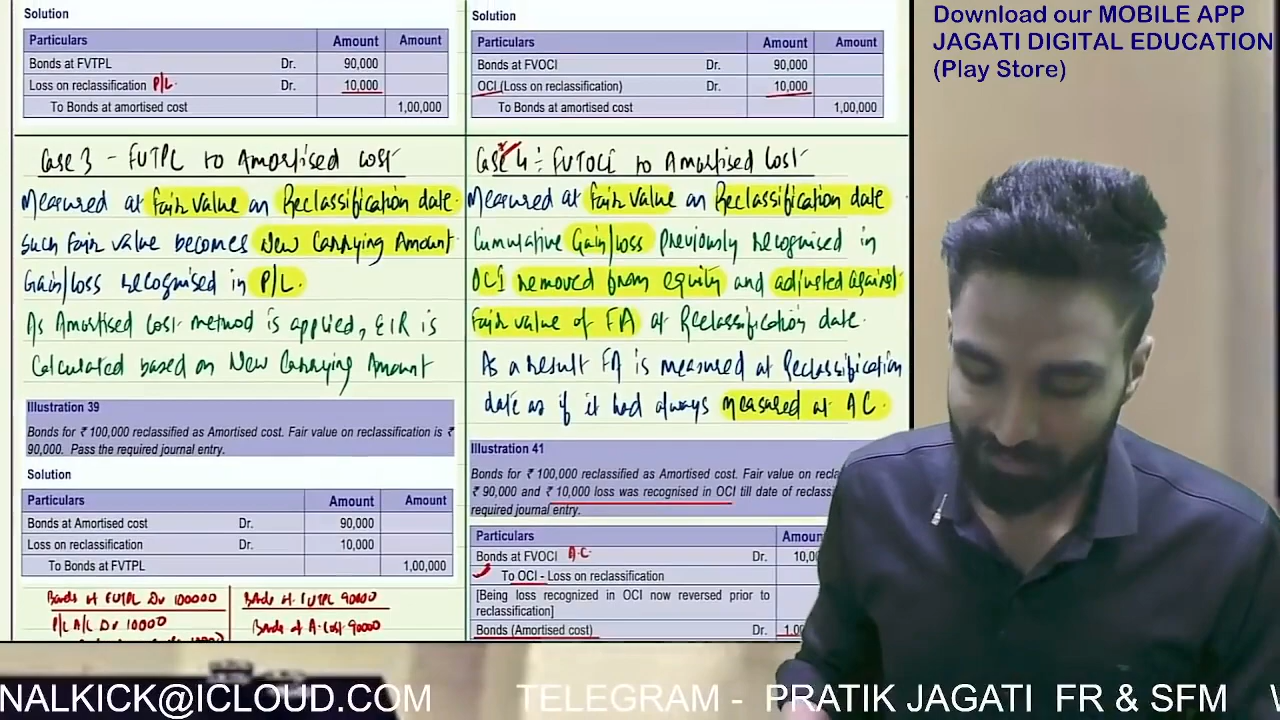 Solution
Particulars Amount Amount
Bonds at FVTPL Dr. 90,000
Loss on reclassification P/L Dr. 10,000
To Bonds at amortised cost 1,00,000
Case 3 - FVTPL to Amortised cost
Measured at fair value on Reclassification date.
Such fair value becomes New Carrying Amount
Gain/loss recognised in P/L.
As Amortised cost method is applied, EIR is
Calculated based on New Carrying Amount
Illustration 39
Bonds for ₹ 100,000 reclassified as Amortised cost. Fair value on reclassification is ₹
90,000. Pass the required journal entry.
Solution
Particulars Amount Amount
Bonds at Amortised cost Dr. 90,000
Loss on reclassification Dr. 10,000
To Bonds at FVTPL 1,00,000
Bonds at FVTPL Dr 100000
P/L A/c Dr 10000
Bonds at FVTPL 90000
Bonds at A.Cost 90000
Solution
Particulars Amount Amount
Bonds at FVOCI Dr. 90,000
OCI (Loss on reclassification) Dr. 10,000
To Bonds at amortised cost 1,00,000
Case 4 : FVTOCI to Amortised Cost
Measured at fair value on Reclassification date
Cumulative Gain/loss previously recognised in
OCI removed from equity and adjusted against
Fair value of FA at Reclassification date.
As a result FA is measured at Reclassification
date as if it had always measured at AC.
Illustration 41
Bonds for ₹ 100,000 reclassified as Amortised cost. Fair value on recla
₹ 90,000 and ₹ 10,000 loss was recognised in OCI till date of reclass
required journal entry.
Particulars Amoun
Bonds at FVOCI A.C. Dr. 10,00
To OCI - Loss on reclassification
[Being loss recognized in OCI now reversed prior to
reclassification]
Bonds (Amortised cost) Dr. 1,00
Download our MOBILE APP
JAGATI DIGITAL EDUCATION
(Play Store)
NALKICK@ICLOUD.COM TELEGRAM - PRATIK JAGATI FR & SFM